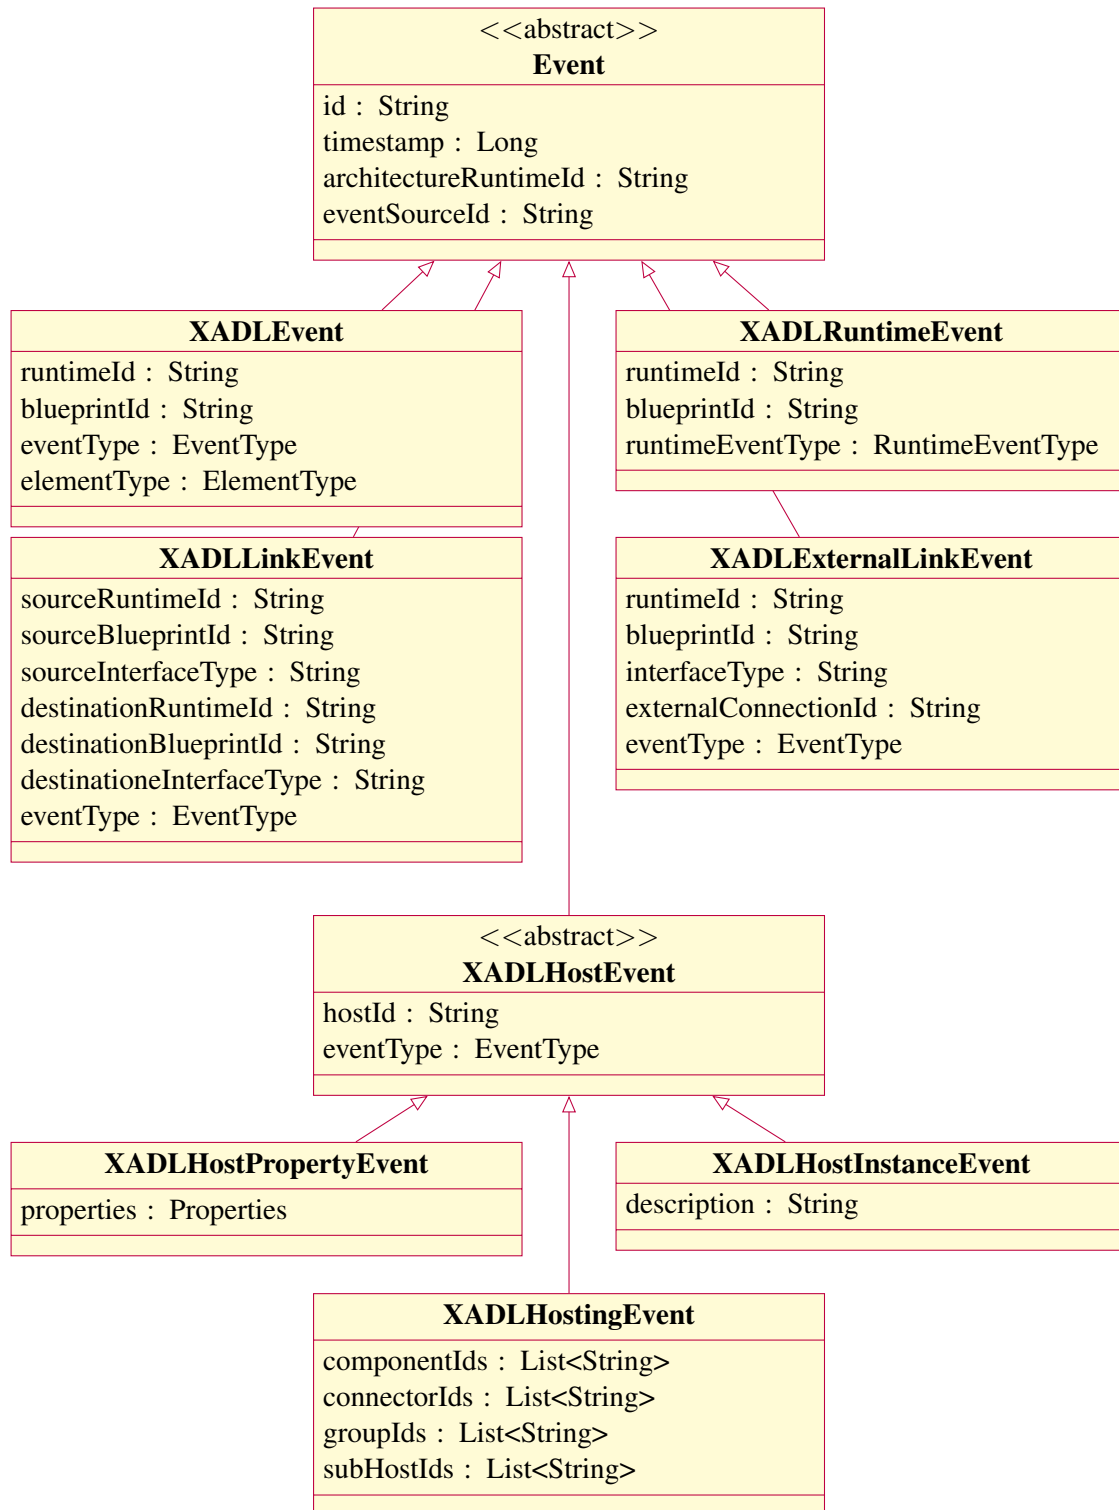 <<abstract>>
Event
id : String
timestamp : Long
architectureRuntimeId : String
eventSourceId : String
XADLEvent
runtimeId : String
blueprintId : String
eventType : EventType
elementType : ElementType
XADLRuntimeEvent
runtimeId : String
blueprintId : String
runtimeEventType : RuntimeEventType
XADLLinkEvent
sourceRuntimeId : String
sourceBlueprintId : String
sourceInterfaceType : String
destinationRuntimeId : String
destinationBlueprintId : String
destinationeInterfaceType : String
eventType : EventType
XADLExternalLinkEvent
runtimeId : String
blueprintId : String
interfaceType : String
externalConnectionId : String
eventType : EventType
<<abstract>>
XADLHostEvent
hostId : String
eventType : EventType
XADLHostPropertyEvent
properties : Properties
XADLHostInstanceEvent
description : String
XADLHostingEvent
componentIds : List<String>
connectorIds : List<String>
groupIds : List<String>
subHostIds : List<String>